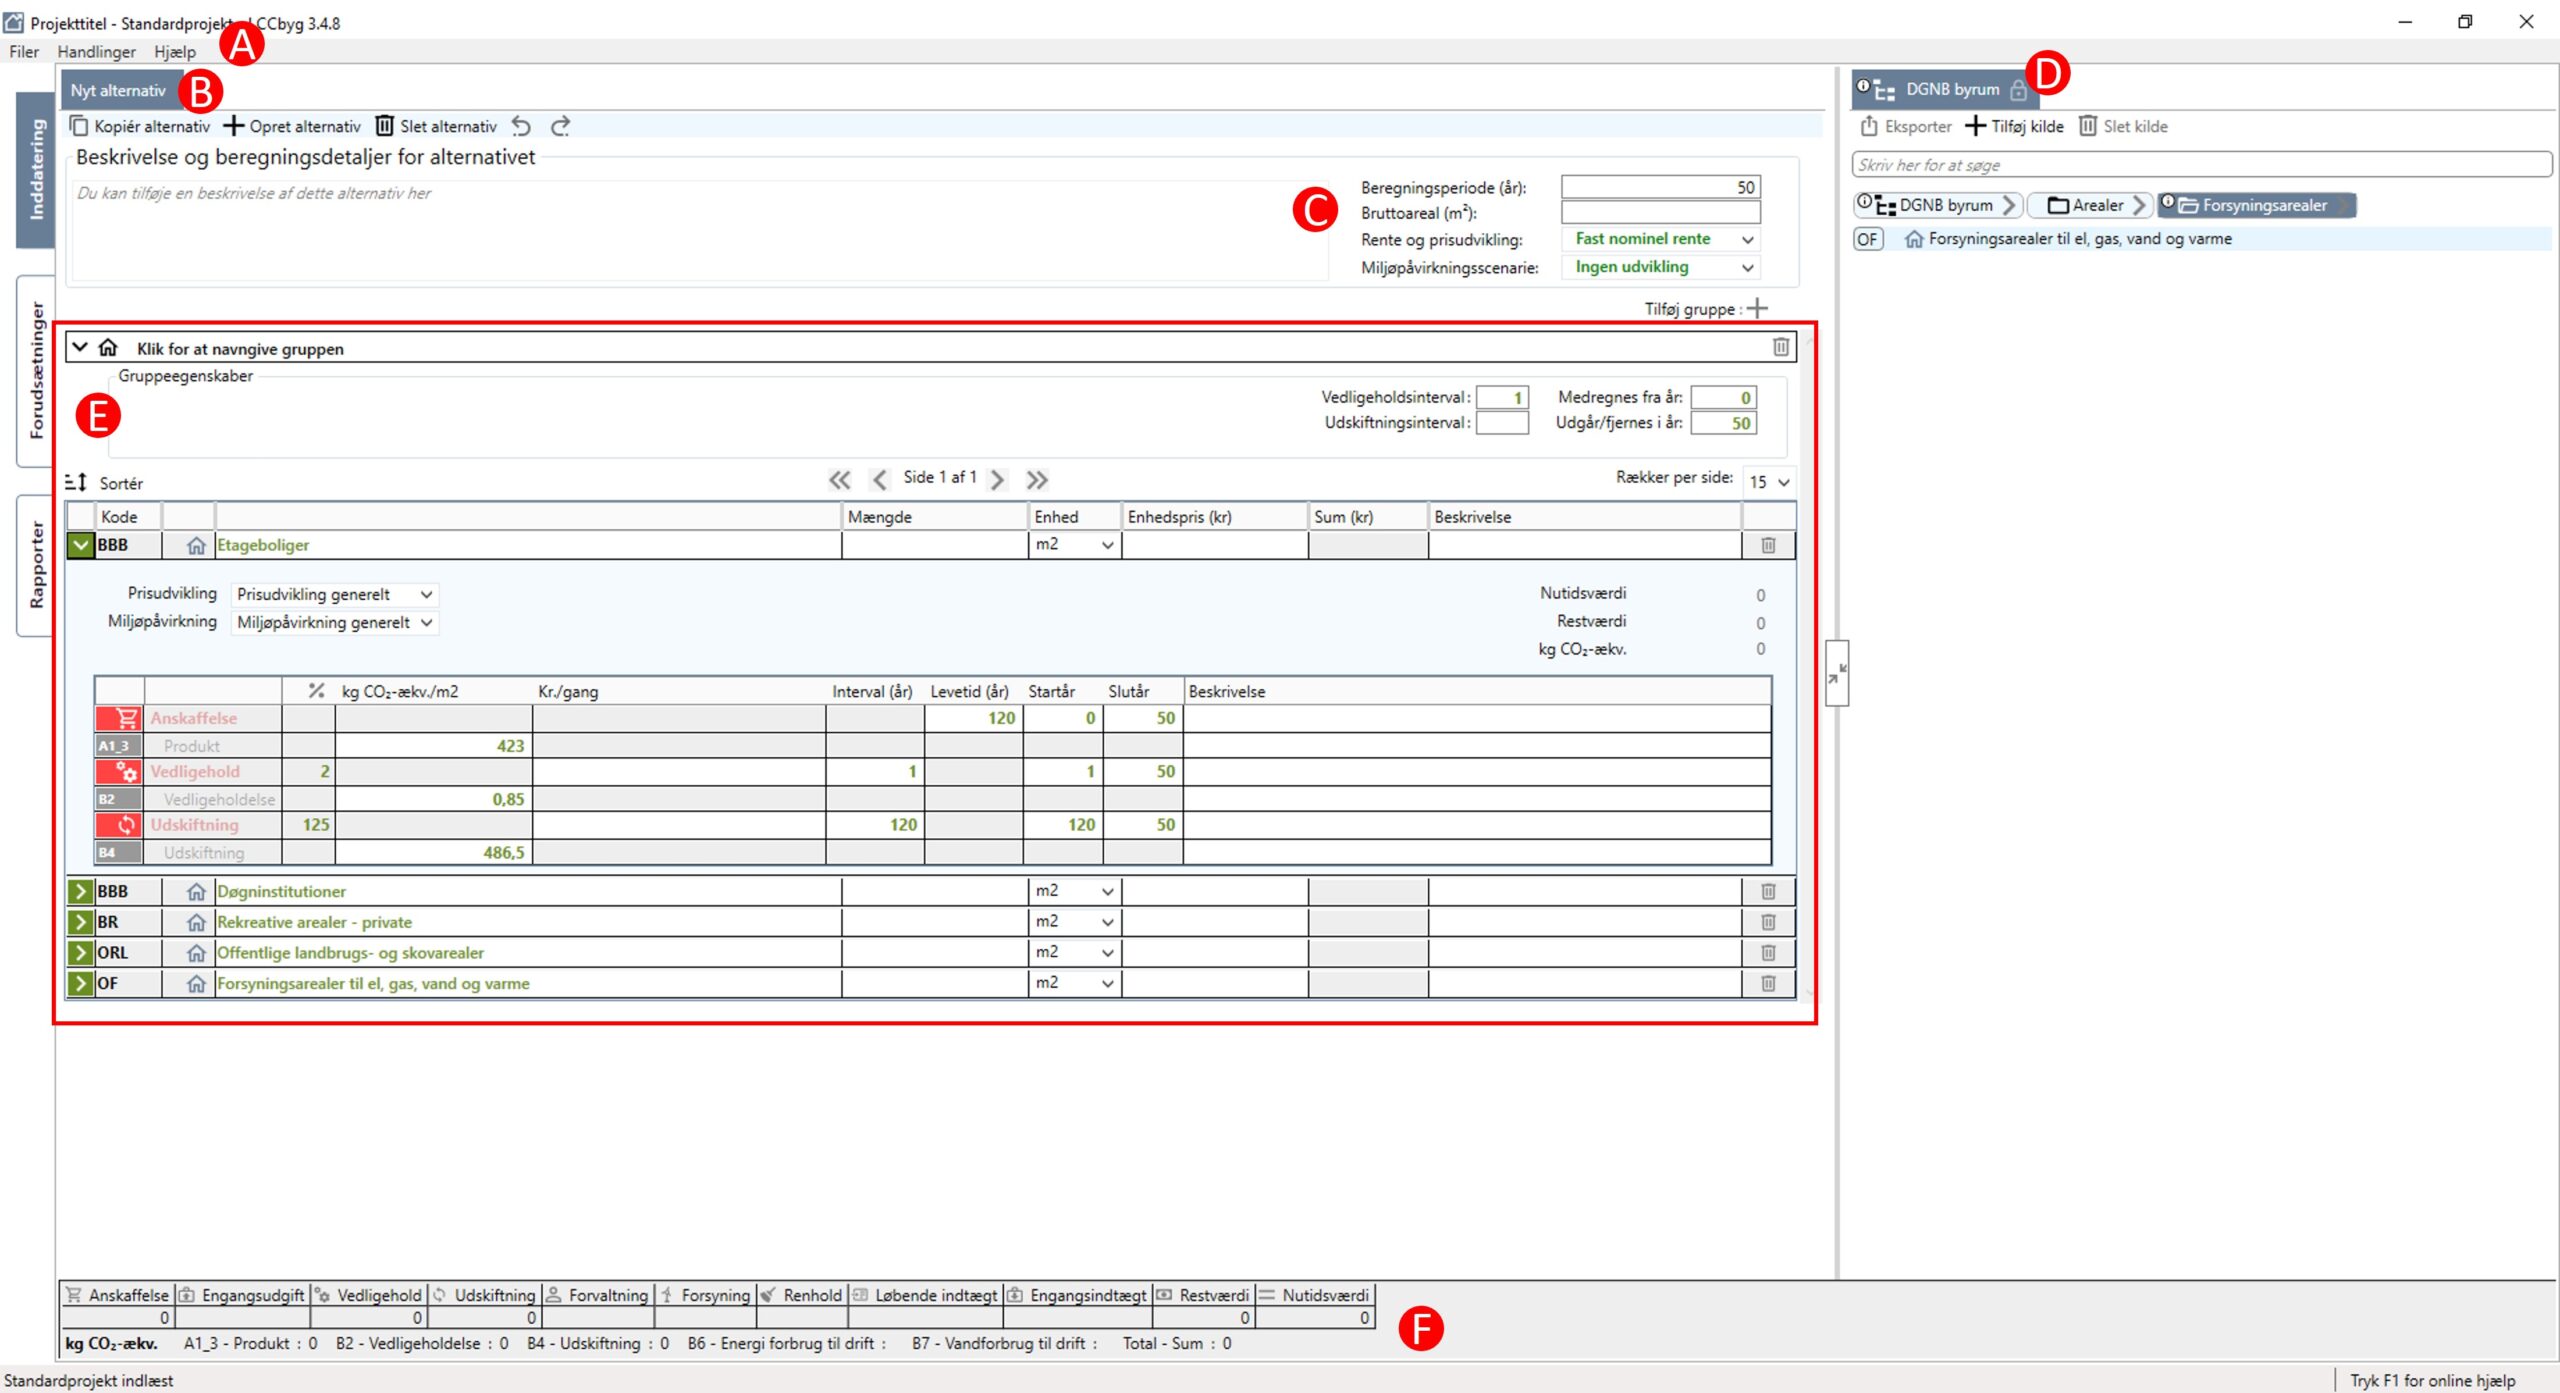 Projekttitel - Standardprojekt CCbyg 3.4.8
Filer Handlinger Hjælp
A
Nyt alternativ
B
Kopiér alternativ Opret alternativ Slet alternativ
Beskrivelse og beregningsdetaljer for alternativet
Du kan tilføje en beskrivelse af dette alternativ her
C
Beregningsperiode (år): 50
Bruttoareal (m²):
Rente og prisudvikling: Fast nominel rente
Miljøpåvirkningsscenarie: Ingen udvikling
Tilføj gruppe :
Inddatering
Forudsætninger
Rapporter
DGNB byrum
D
Eksporter Tilføj kilde Slet kilde
Skriv her for at søge
DGNB byrum Arealer Forsyningsarealer
OF Forsyningsarealer til el, gas, vand og varme
Klik for at navngive gruppen
Gruppeegenskaber
E
Vedligeholdsinterval: 1 Medregnes fra år: 0
Udskiftningsinterval: Udgår/fjernes i år: 50
Sortér Side 1 af 1 Rækker per side: 15
Kode Mængde Enhed Enhedspris (kr) Sum (kr) Beskrivelse
BBB Etageboliger m2
Prisudvikling Prisudvikling generelt Nutidsværdi 0
Miljøpåvirkning Miljøpåvirkning generelt Restværdi 0
kg CO₂-ækv. 0
% kg CO₂-ækv./m2 Kr./gang Interval (år) Levetid (år) Startår Slutår Beskrivelse
Anskaffelse 120 0 50
A1_3 Produkt 423
Vedligehold 2 1 1 50
B2 Vedligeholdelse 0,85
Udskiftning 125 120 120 50
B4 Udskiftning 486,5
BBB Døgninstitutioner m2
BR Rekreative arealer - private m2
ORL Offentlige landbrugs- og skovarealer m2
OF Forsyningsarealer til el, gas, vand og varme m2
Anskaffelse Engangsudgift Vedligehold Udskiftning Forvaltning Forsyning Renhold Løbende indtægt Engangsindtægt Restværdi Nutidsværdi
0 0 0 0 0
F
kg CO₂-ækv. A1_3 - Produkt : 0 B2 - Vedligeholdelse : 0 B4 - Udskiftning : 0 B6 - Energi forbrug til drift : B7 - Vandforbrug til drift : Total - Sum : 0
Standardprojekt indlæst Tryk F1 for online hjælp